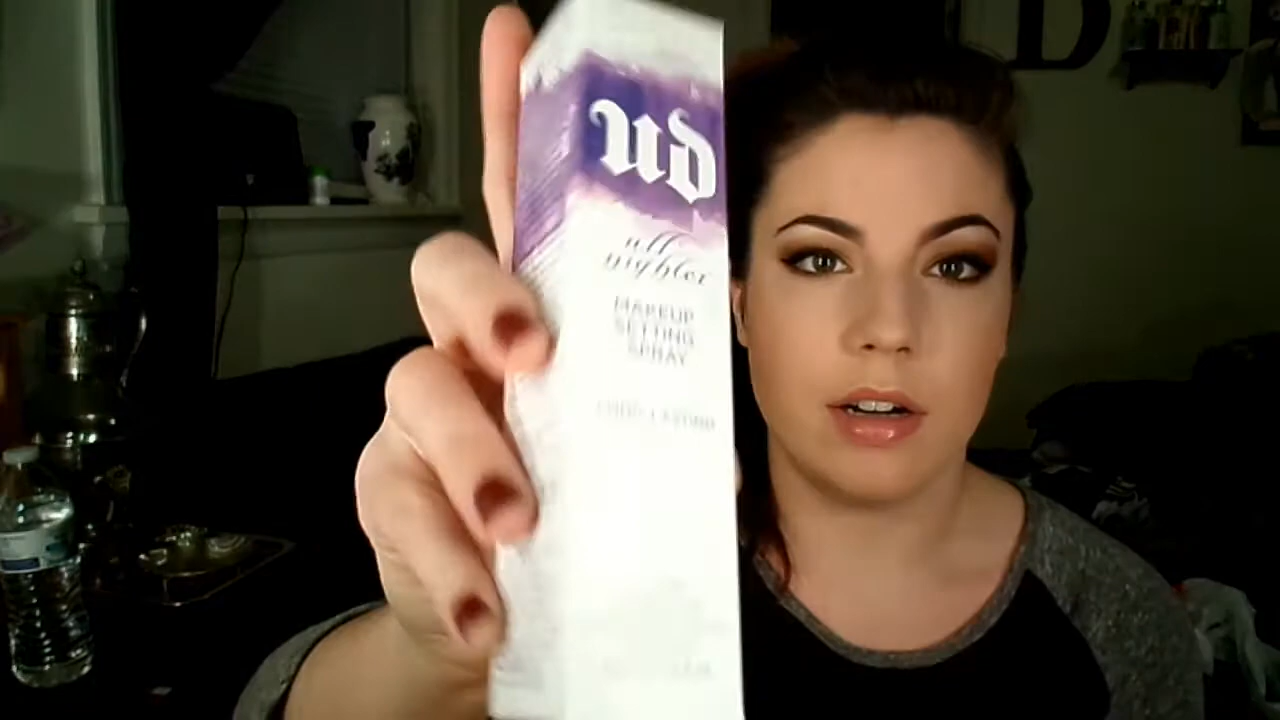 D
ud
all
nighter
MAKEUP
SETTING
SPRAY
LONG LASTING